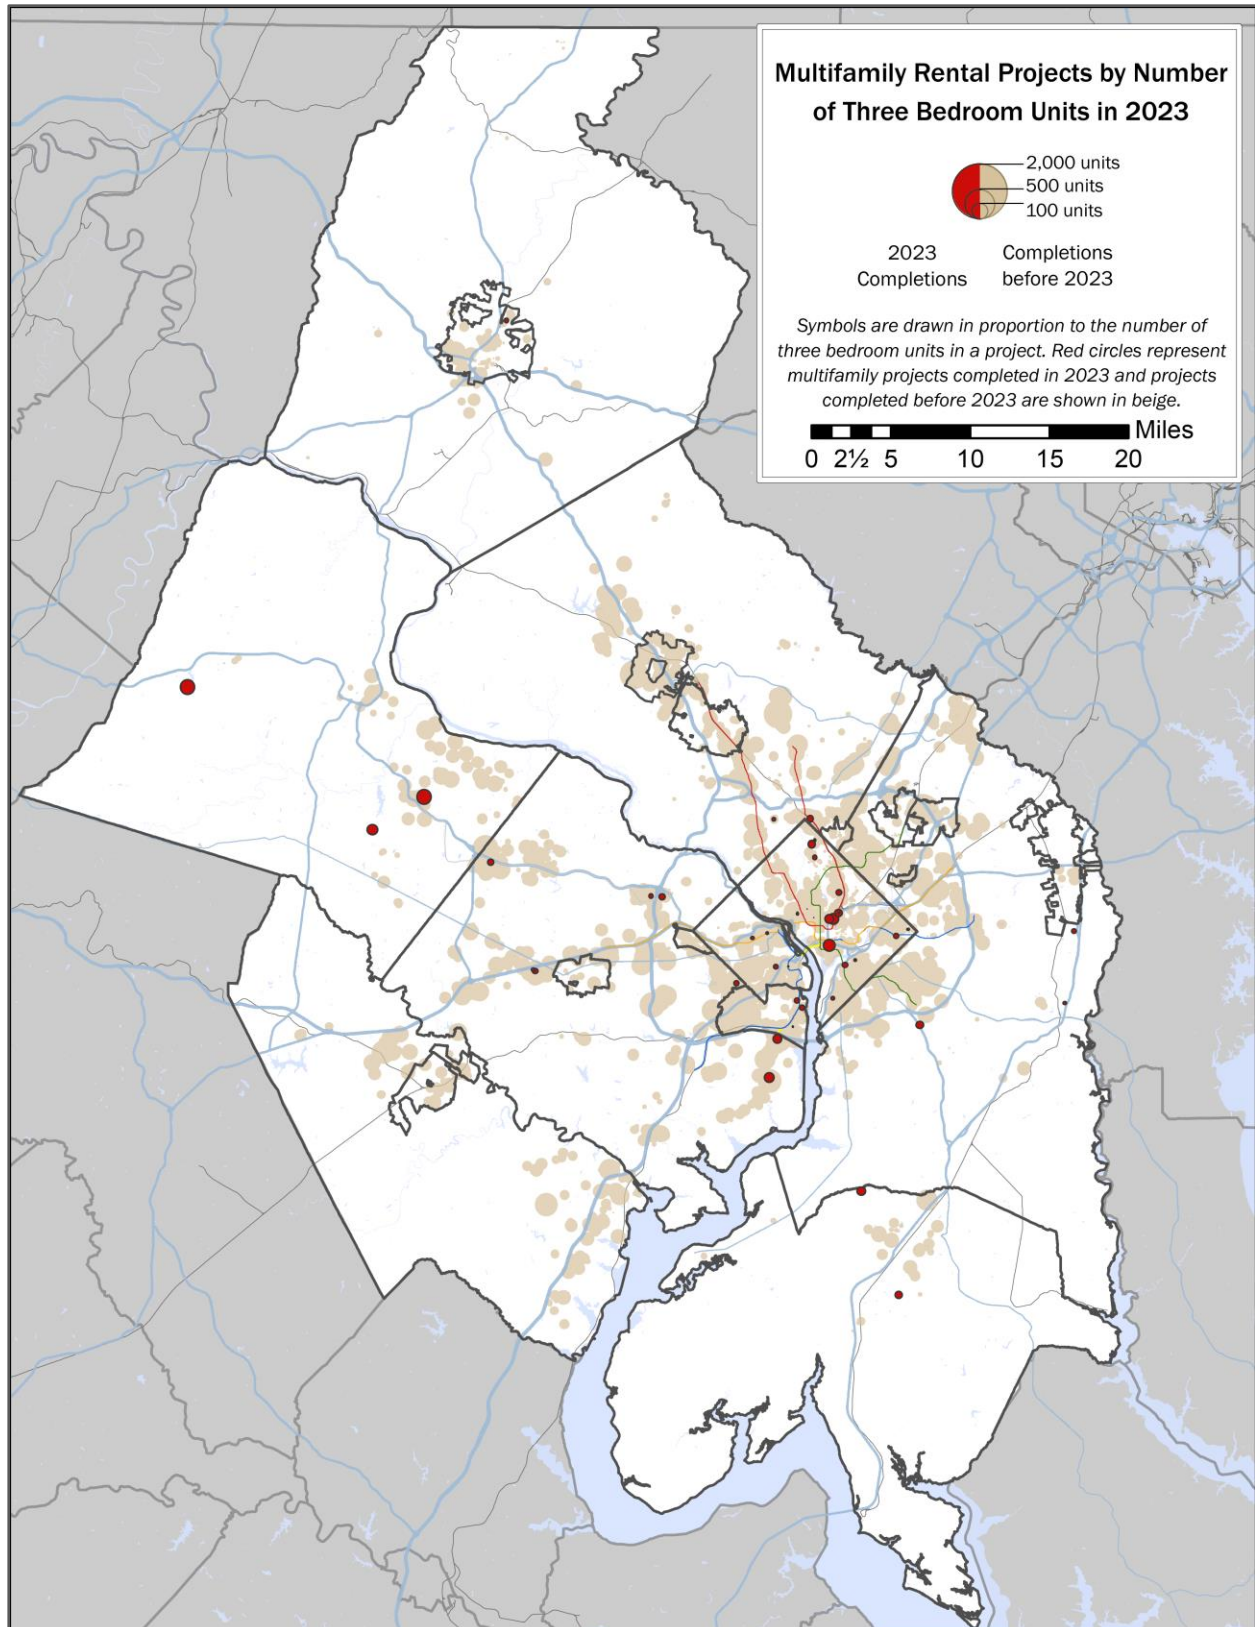 Multifamily Rental Projects by Number
of Three Bedroom Units in 2023
2,000 units
500 units
100 units
2023 Completions
Completions before 2023
Symbols are drawn in proportion to the number of
three bedroom units in a project. Red circles represent
multifamily projects completed in 2023 and projects
completed before 2023 are shown in beige.
Miles
0 2½ 5 10 15 20